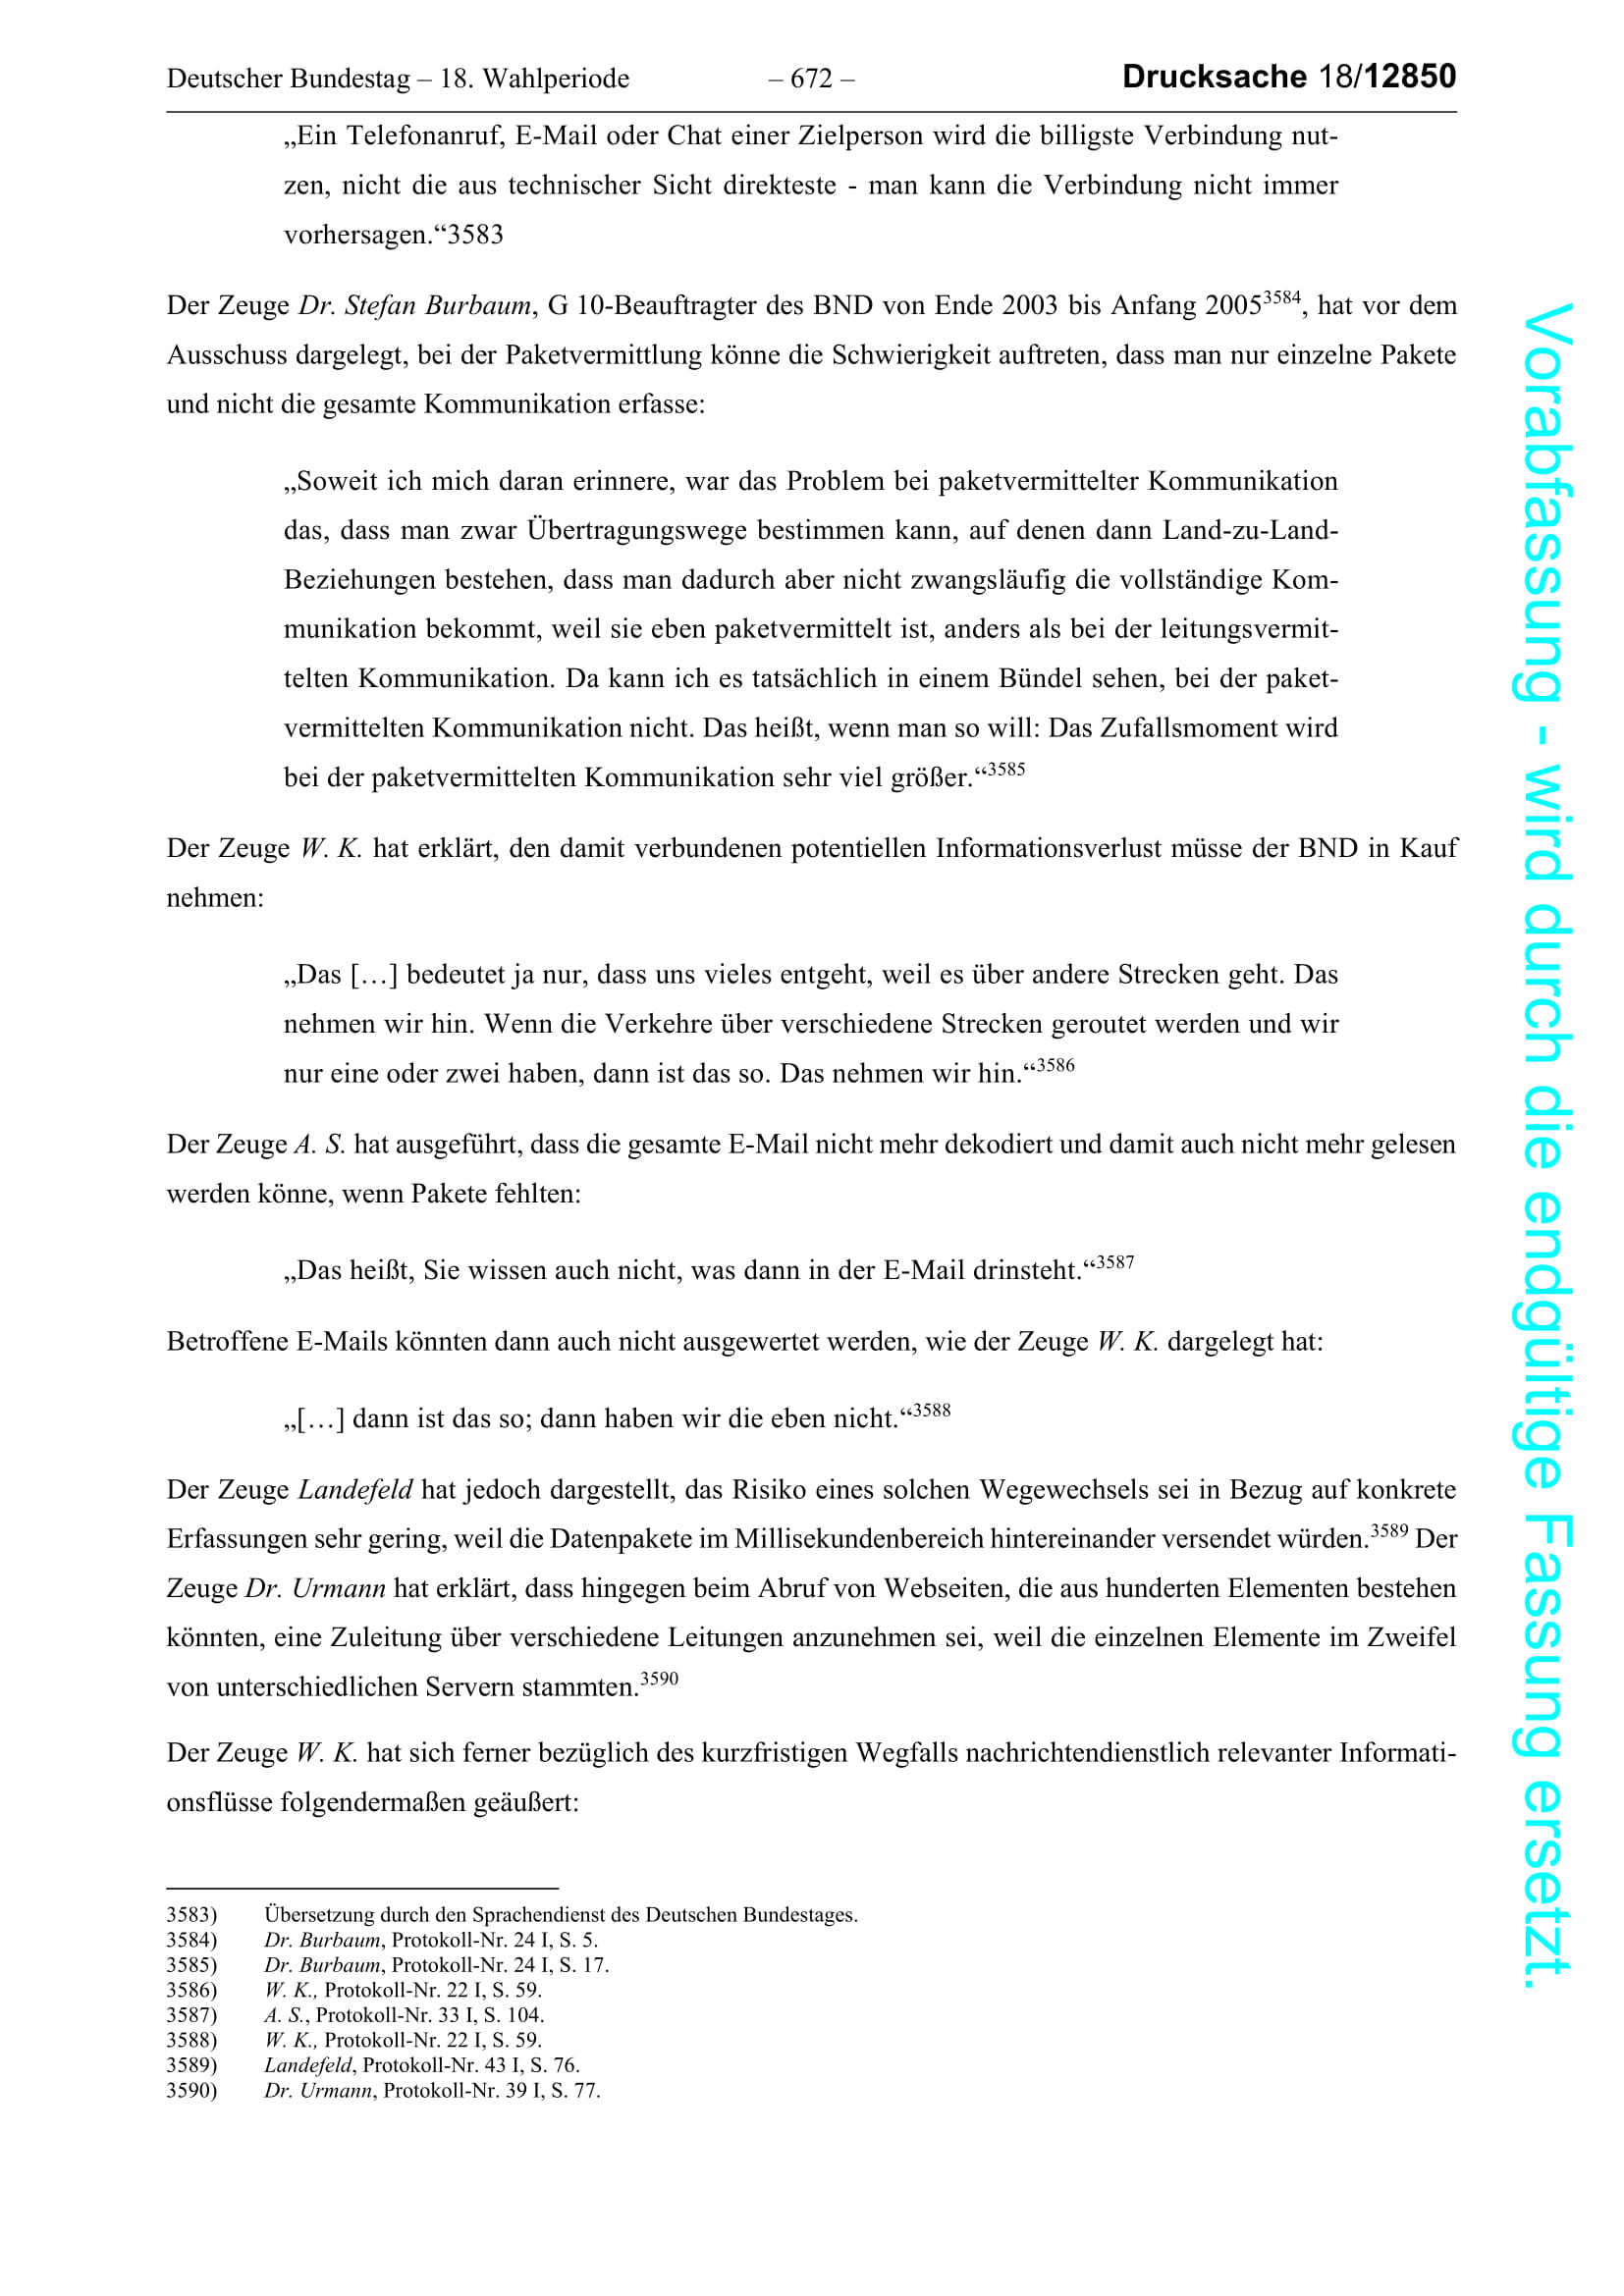 Deutscher Bundestag – 18. Wahlperiode – 672 – Drucksache 18/12850
„Ein Telefonanruf, E-Mail oder Chat einer Zielperson wird die billigste Verbindung nut-
zen, nicht die aus technischer Sicht direkteste - man kann die Verbindung nicht immer
vorhersagen.“3583
Der Zeuge Dr. Stefan Burbaum, G 10-Beauftragter des BND von Ende 2003 bis Anfang 20053584, hat vor dem
Ausschuss dargelegt, bei der Paketvermittlung könne die Schwierigkeit auftreten, dass man nur einzelne Pakete
und nicht die gesamte Kommunikation erfasse:
„Soweit ich mich daran erinnere, war das Problem bei paketvermittelter Kommunikation
das, dass man zwar Übertragungswege bestimmen kann, auf denen dann Land-zu-Land-
Beziehungen bestehen, dass man dadurch aber nicht zwangsläufig die vollständige Kom-
munikation bekommt, weil sie eben paketvermittelt ist, anders als bei der leitungsvermit-
telten Kommunikation. Da kann ich es tatsächlich in einem Bündel sehen, bei der paket-
vermittelten Kommunikation nicht. Das heißt, wenn man so will: Das Zufallsmoment wird
bei der paketvermittelten Kommunikation sehr viel größer.“3585
Der Zeuge W. K. hat erklärt, den damit verbundenen potentiellen Informationsverlust müsse der BND in Kauf
nehmen:
„Das […] bedeutet ja nur, dass uns vieles entgeht, weil es über andere Strecken geht. Das
nehmen wir hin. Wenn die Verkehre über verschiedene Strecken geroutet werden und wir
nur eine oder zwei haben, dann ist das so. Das nehmen wir hin.“3586
Der Zeuge A. S. hat ausgeführt, dass die gesamte E-Mail nicht mehr dekodiert und damit auch nicht mehr gelesen
werden könne, wenn Pakete fehlten:
„Das heißt, Sie wissen auch nicht, was dann in der E-Mail drinsteht.“3587
Betroffene E-Mails könnten dann auch nicht ausgewertet werden, wie der Zeuge W. K. dargelegt hat:
„[…] dann ist das so; dann haben wir die eben nicht.“3588
Der Zeuge Landefeld hat jedoch dargestellt, das Risiko eines solchen Wegewechsels sei in Bezug auf konkrete
Erfassungen sehr gering, weil die Datenpakete im Millisekundenbereich hintereinander versendet würden.3589 Der
Zeuge Dr. Urmann hat erklärt, dass hingegen beim Abruf von Webseiten, die aus hunderten Elementen bestehen
könnten, eine Zuleitung über verschiedene Leitungen anzunehmen sei, weil die einzelnen Elemente im Zweifel
von unterschiedlichen Servern stammten.3590
Der Zeuge W. K. hat sich ferner bezüglich des kurzfristigen Wegfalls nachrichtendienstlich relevanter Informati-
onsflüsse folgendermaßen geäußert:
3583) Übersetzung durch den Sprachendienst des Deutschen Bundestages.
3584) Dr. Burbaum, Protokoll-Nr. 24 I, S. 5.
3585) Dr. Burbaum, Protokoll-Nr. 24 I, S. 17.
3586) W. K., Protokoll-Nr. 22 I, S. 59.
3587) A. S., Protokoll-Nr. 33 I, S. 104.
3588) W. K., Protokoll-Nr. 22 I, S. 59.
3589) Landefeld, Protokoll-Nr. 43 I, S. 76.
3590) Dr. Urmann, Protokoll-Nr. 39 I, S. 77.
Vorabfassung - wird durch die endgültige Fassung ersetzt.